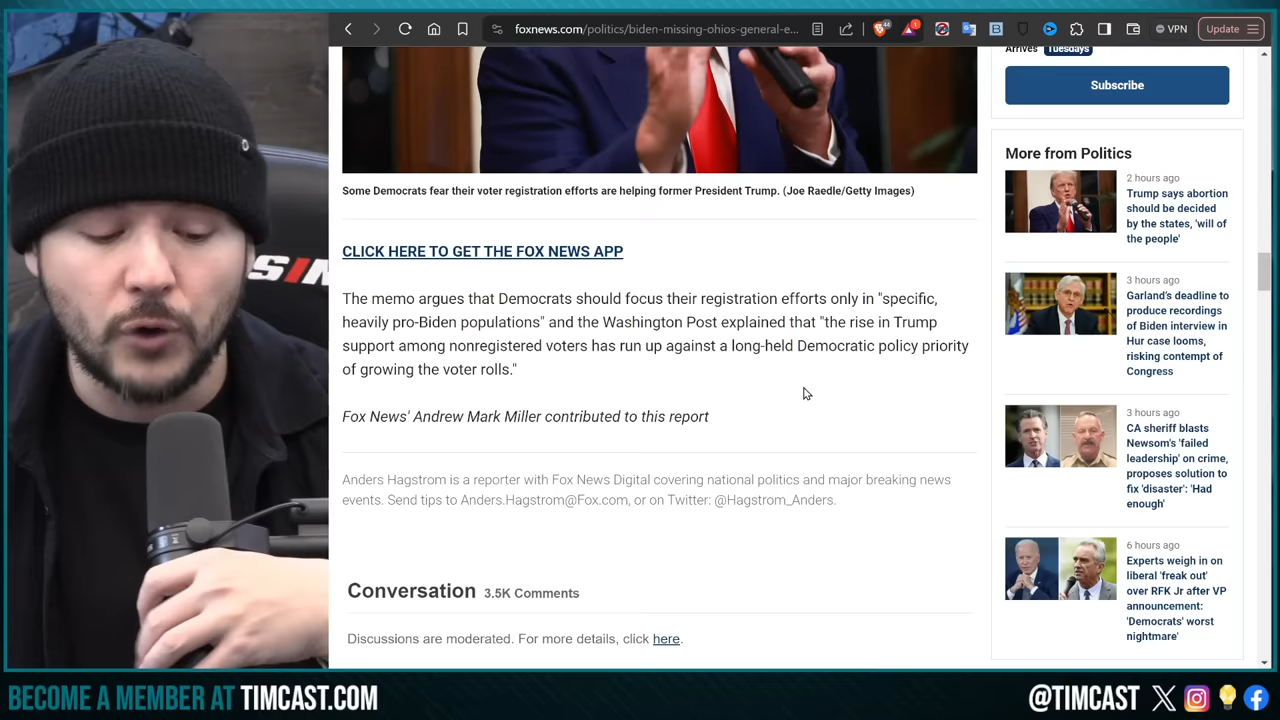 foxnews.com/politics/biden-missing-ohios-general-e...
44
1
VPN
Update
SIM
Some Democrats fear their voter registration efforts are helping former President Trump. (Joe Raedle/Getty Images)
CLICK HERE TO GET THE FOX NEWS APP
The memo argues that Democrats should focus their registration efforts only in "specific,
heavily pro-Biden populations" and the Washington Post explained that "the rise in Trump
support among nonregistered voters has run up against a long-held Democratic policy priority
of growing the voter rolls."
Fox News' Andrew Mark Miller contributed to this report
Anders Hagstrom is a reporter with Fox News Digital covering national politics and major breaking news
events. Send tips to Anders.Hagstrom@Fox.com, or on Twitter: @Hagstrom_Anders.
Conversation 3.5K Comments
Discussions are moderated. For more details, click here.
Arrives Tuesdays
Subscribe
More from Politics
2 hours ago
Trump says abortion
should be decided
by the states, 'will of
the people'
3 hours ago
Garland's deadline to
produce recordings
of Biden interview in
Hur case looms,
risking contempt of
Congress
3 hours ago
CA sheriff blasts
Newsom's 'failed
leadership' on crime,
proposes solution to
fix 'disaster': 'Had
enough'
6 hours ago
Experts weigh in on
liberal 'freak out'
over RFK Jr after VP
announcement:
'Democrats' worst
nightmare'
BECOME A MEMBER AT TIMCAST.COM
@TIMCAST